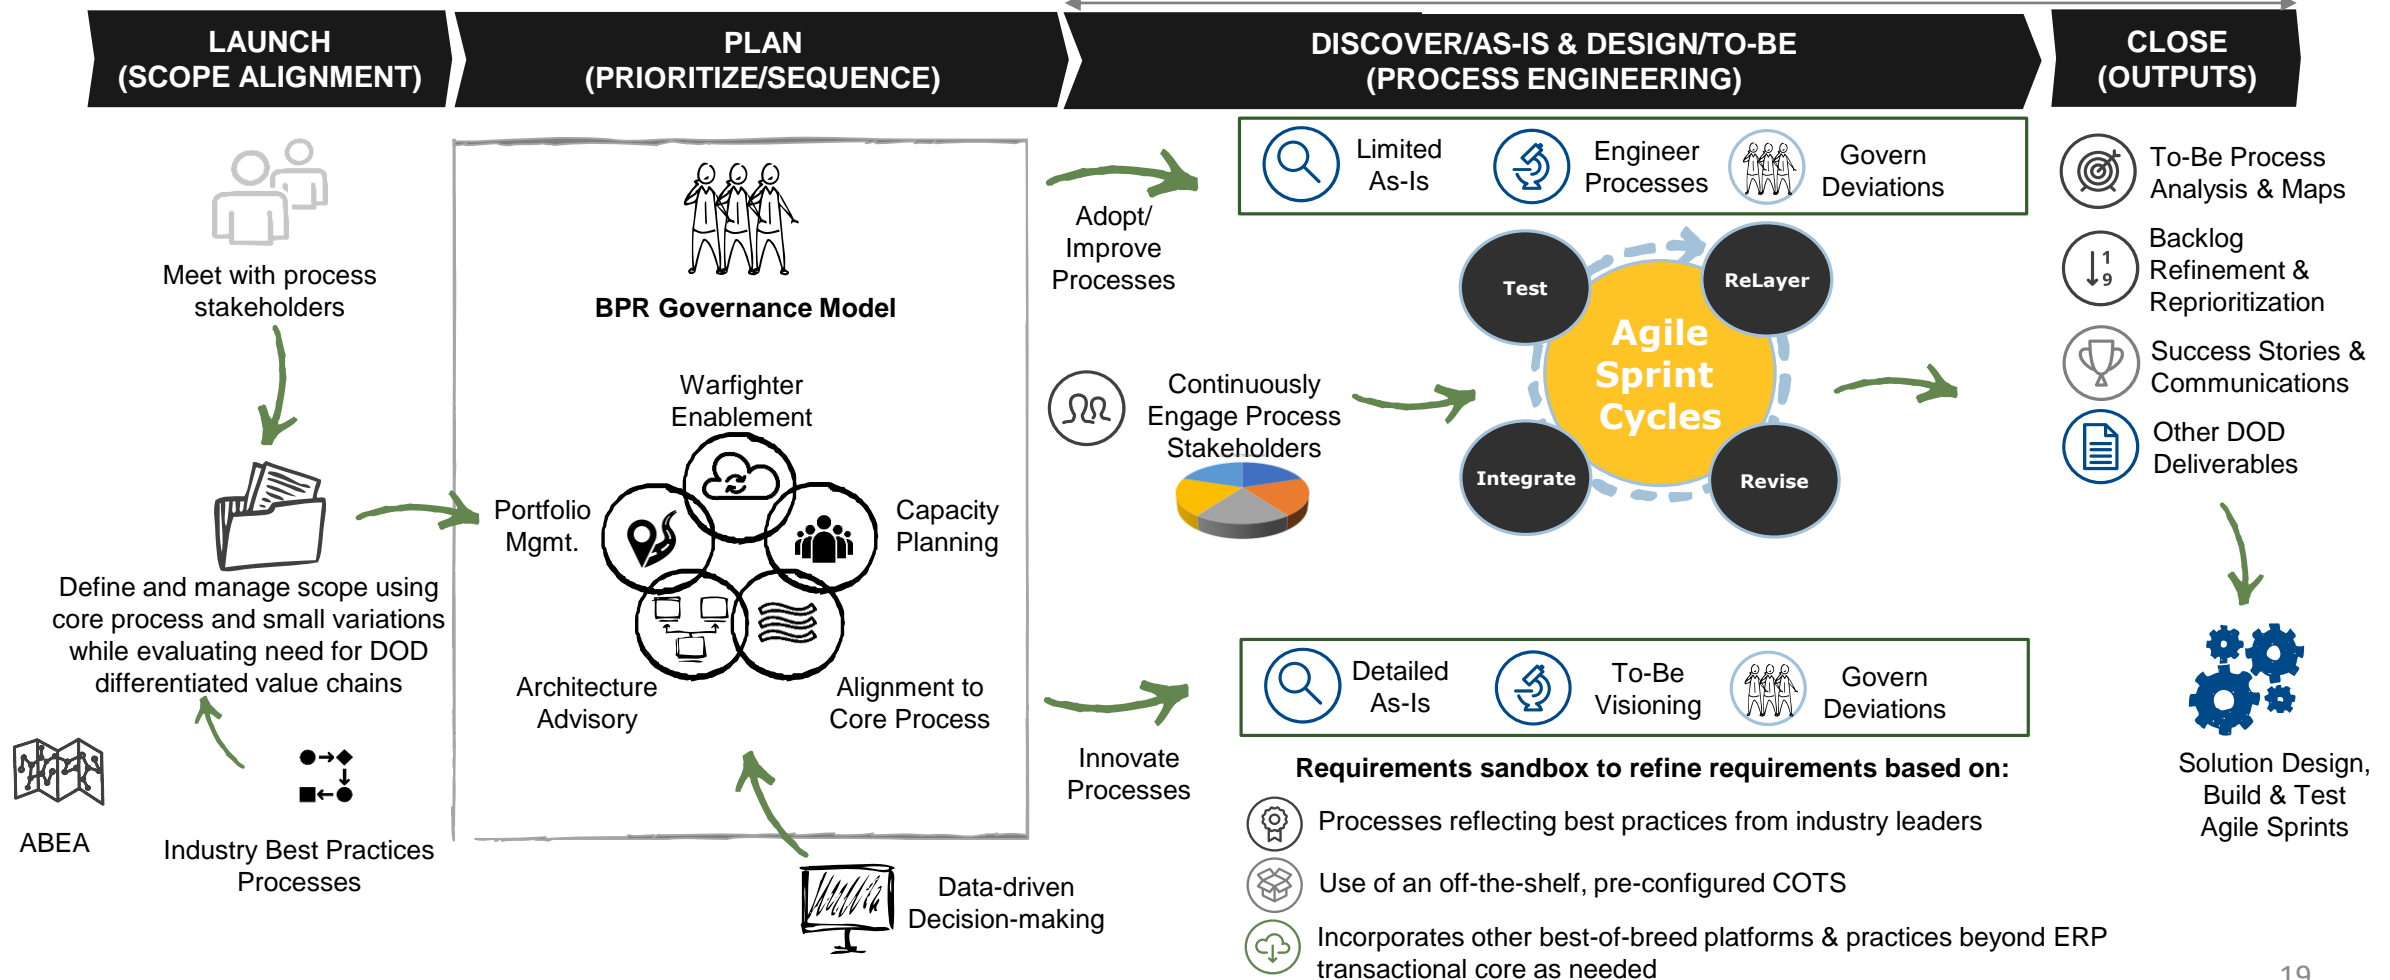 LAUNCH
(SCOPE ALIGNMENT)
PLAN
(PRIORITIZE/SEQUENCE)
DISCOVER/AS-IS & DESIGN/TO-BE
(PROCESS ENGINEERING)
CLOSE
(OUTPUTS)
Meet with process
stakeholders
Define and manage scope using
core process and small variations
while evaluating need for DOD
differentiated value chains
ABEA
Industry Best Practices
Processes
BPR Governance Model
Warfighter
Enablement
Portfolio
Mgmt.
Capacity
Planning
Architecture
Advisory
Alignment to
Core Process
Data-driven
Decision-making
Adopt/
Improve
Processes
Continuously
Engage Process
Stakeholders
Innovate
Processes
Limited
As-Is
Engineer
Processes
Govern
Deviations
Test
ReLayer
Agile
Sprint
Cycles
Integrate
Revise
Detailed
As-Is
To-Be
Visioning
Govern
Deviations
Requirements sandbox to refine requirements based on:
Processes reflecting best practices from industry leaders
Use of an off-the-shelf, pre-configured COTS
Incorporates other best-of-breed platforms & practices beyond ERP
transactional core as needed
To-Be Process
Analysis & Maps
1
9
Backlog
Refinement &
Reprioritization
Success Stories &
Communications
Other DOD
Deliverables
Solution Design,
Build & Test
Agile Sprints
19